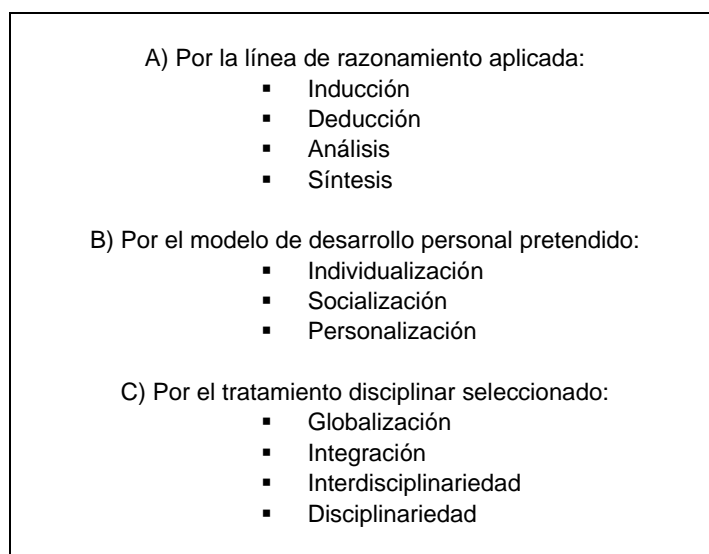 A) Por la línea de razonamiento aplicada:
▪ Inducción
▪ Deducción
▪ Análisis
▪ Síntesis
B) Por el modelo de desarrollo personal pretendido:
▪ Individualización
▪ Socialización
▪ Personalización
C) Por el tratamiento disciplinar seleccionado:
▪ Globalización
▪ Integración
▪ Interdisciplinariedad
▪ Disciplinariedad